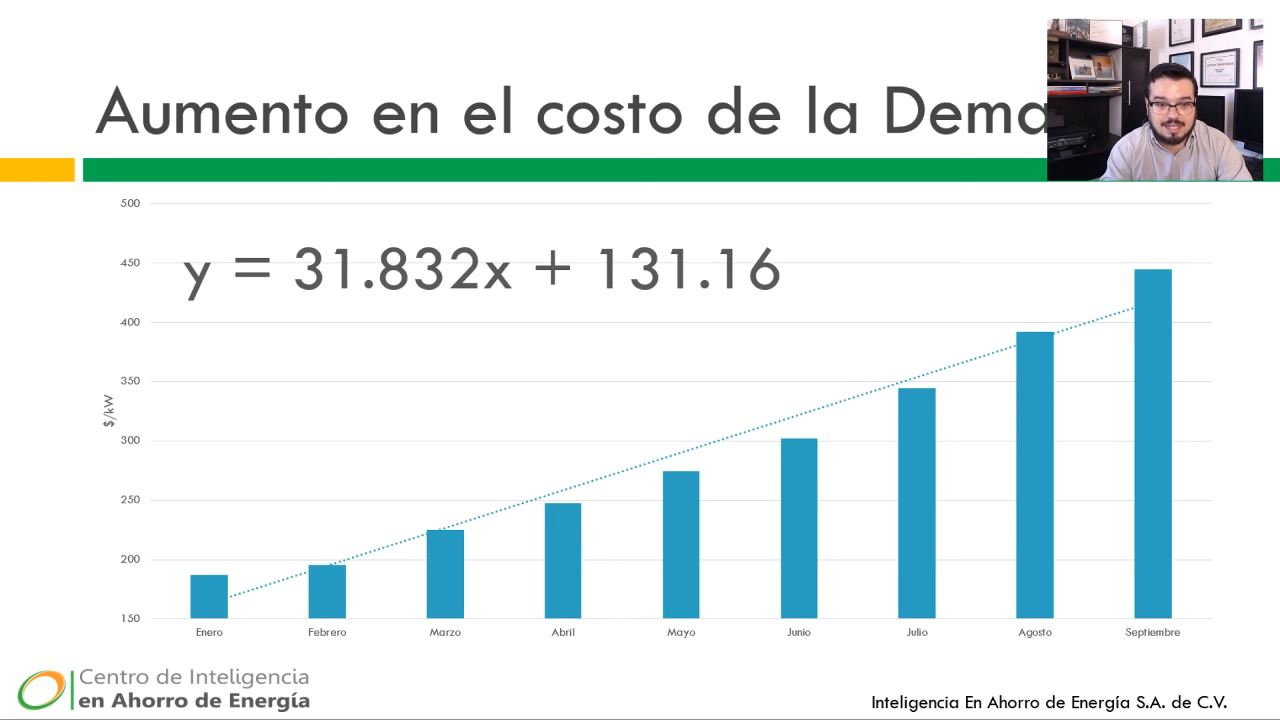 Aumento en el costo de la Dema
500
y = 31.832x + 131.16
450
400
350
$/kW
300
250
200
150
Enero Febrero Marzo Abril Mayo Junio Julio Agosto Septiembre
Centro de Inteligencia
en Ahorro de Energía
Inteligencia En Ahorro de Energía S.A. de C.V.